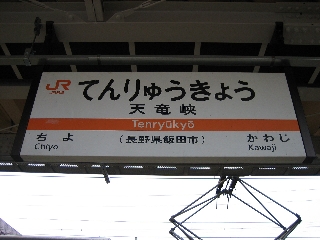 JR
てんりゅうきょう
天竜峡
Tenryūkyō
ちよ
Chiyo
（長野県飯田市）
かわじ
Kawaji